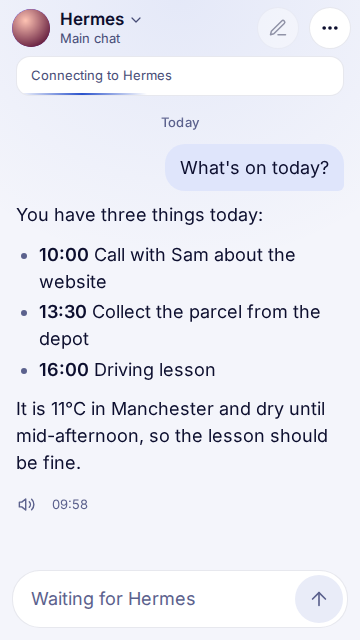 Hermes
Main chat
Connecting to Hermes
Today
What's on today?
You have three things today:
• 10:00 Call with Sam about the
website
• 13:30 Collect the parcel from the
depot
• 16:00 Driving lesson
It is 11°C in Manchester and dry until
mid-afternoon, so the lesson should
be fine.
09:58
Waiting for Hermes